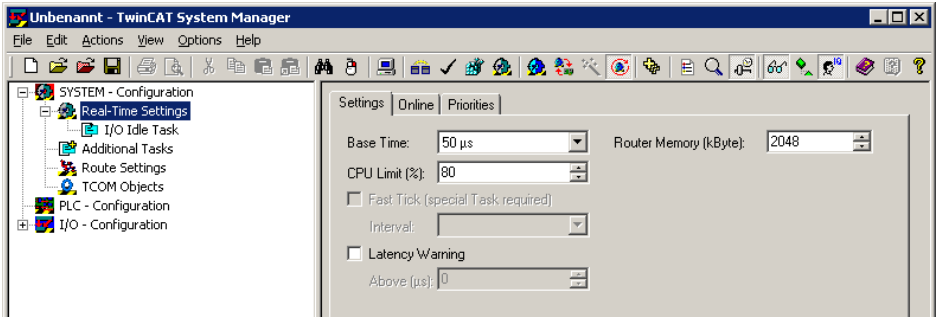 Unbenannt - TwinCAT System Manager
File Edit Actions View Options Help
SYSTEM - Configuration
Real-Time Settings
I/O Idle Task
Additional Tasks
Route Settings
TCOM Objects
PLC - Configuration
I/O - Configuration
Settings Online Priorities
Base Time: 50 µs Router Memory (kByte): 2048
CPU Limit (%): 80
Fast Tick (special Task required)
Interval:
Latency Warning
Above (µs): 0